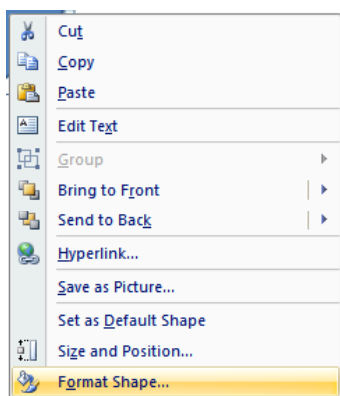 Cut
Copy
Paste
Edit Text
Group
Bring to Front
Send to Back
Hyperlink...
Save as Picture...
Set as Default Shape
Size and Position...
Format Shape...